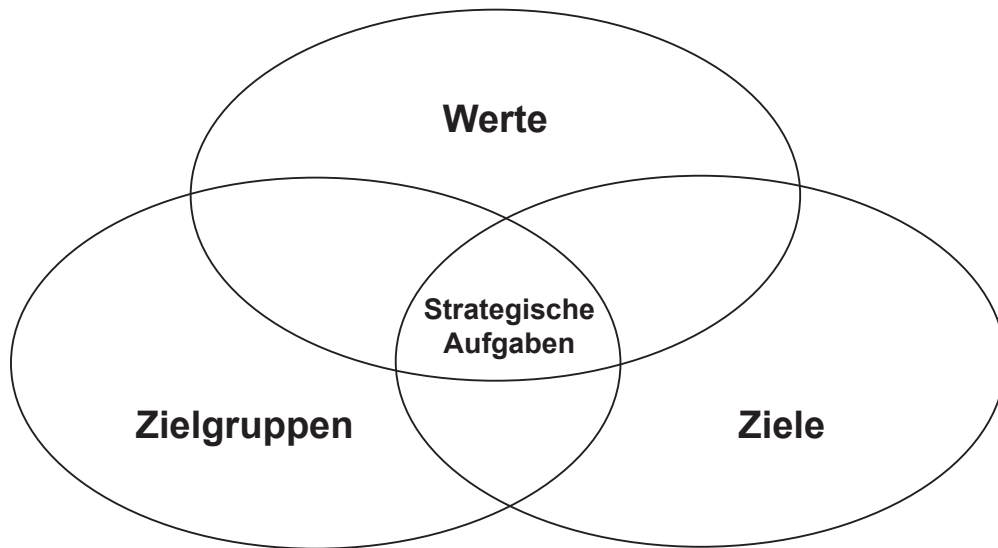 Werte
Strategische
Aufgaben
Zielgruppen
Ziele